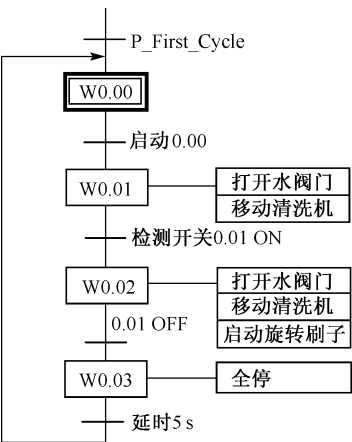 P_First_Cycle
W0.00
启动0.00
W0.01
打开水阀门
移动清洗机
检测开关0.01 ON
W0.02
打开水阀门
移动清洗机
启动旋转刷子
0.01 OFF
W0.03
全停
延时5 s